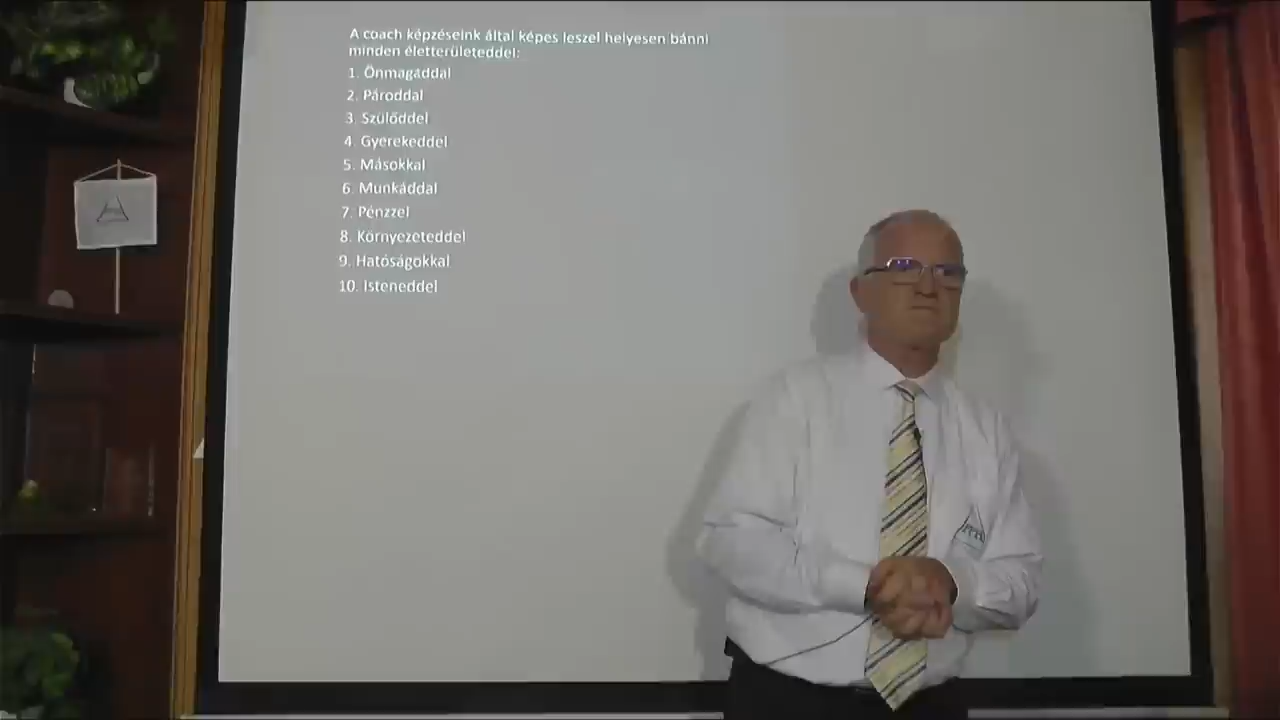 A coach képzéseink által képes leszel helyesen bánni
minden életterületeddel:
1. Önmagáddal
2. Pároddal
3. Szülőddel
4. Gyerekeddel
5. Másokkal
6. Munkáddal
7. Pénzzel
8. Környezeteddel
9. Hatóságokkal
10. Isteneddel